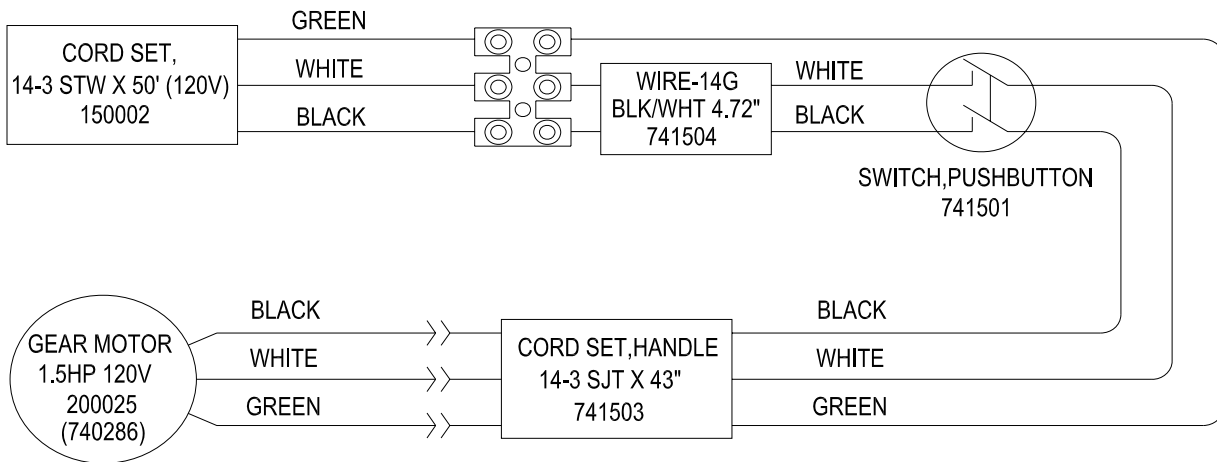 GREEN
CORD SET,
14-3 STW X 50' (120V)
150002
WHITE
BLACK
WIRE-14G
BLK/WHT 4.72"
741504
WHITE
BLACK
SWITCH,PUSHBUTTON
741501
GEAR MOTOR
1.5HP 120V
200025
(740286)
BLACK
WHITE
GREEN
CORD SET,HANDLE
14-3 SJT X 43"
741503
BLACK
WHITE
GREEN